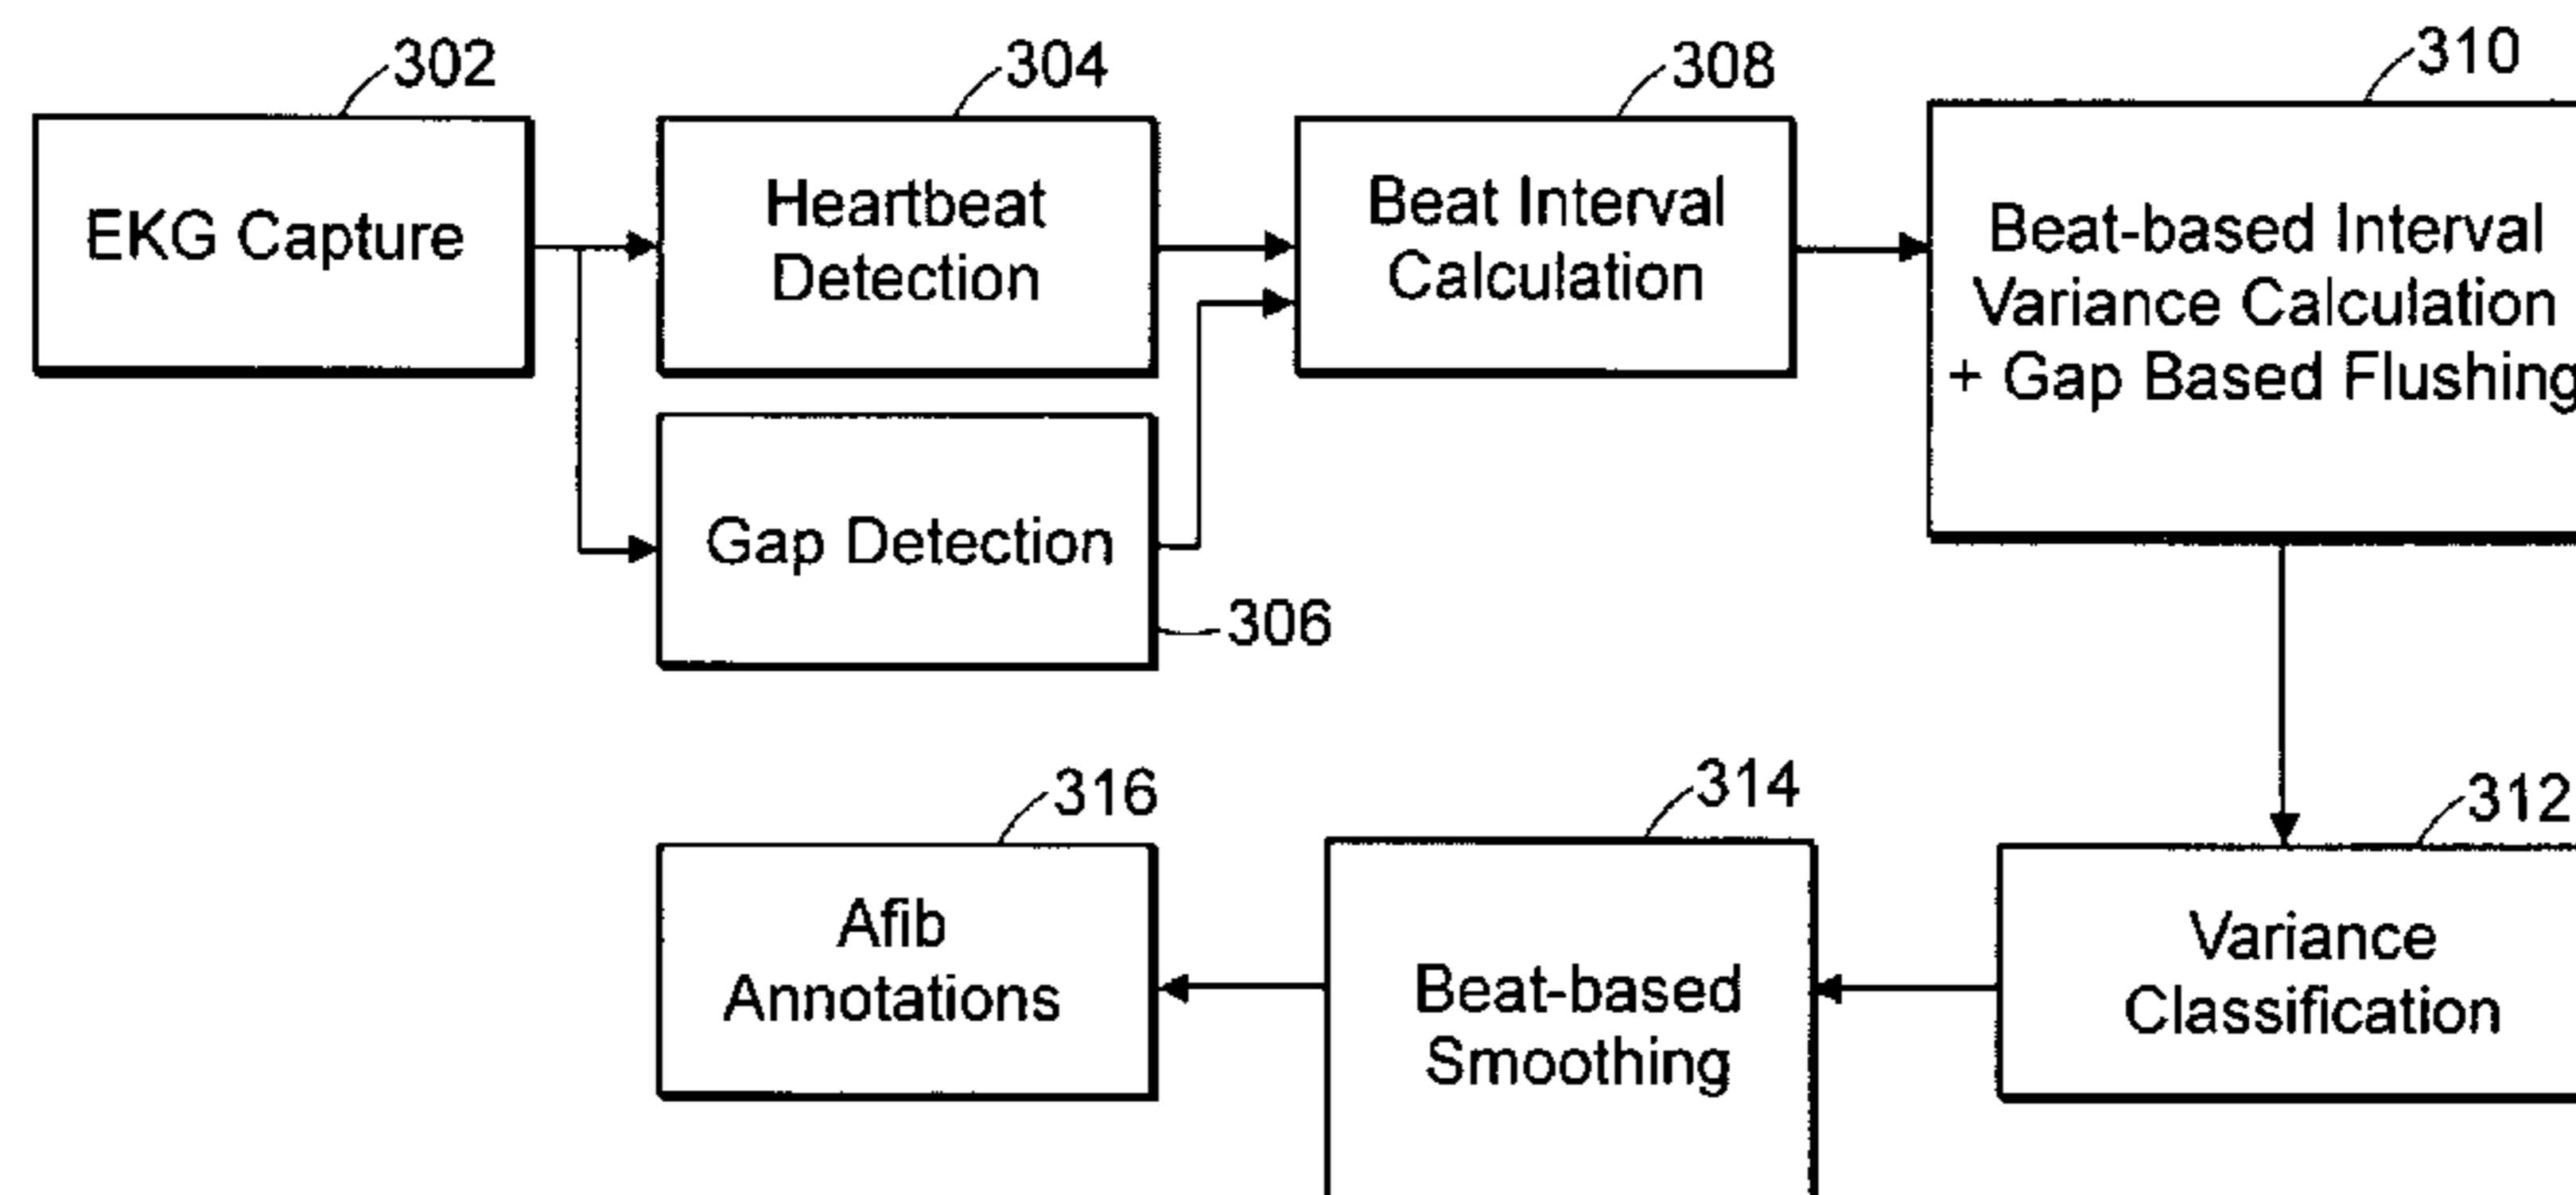 302
EKG Capture
304
Heartbeat
Detection
306
Gap Detection
308
Beat Interval
Calculation
310
Beat-based Interval
Variance Calculation
+ Gap Based Flushing
312
Variance
Classification
314
Beat-based
Smoothing
316
Afib
Annotations